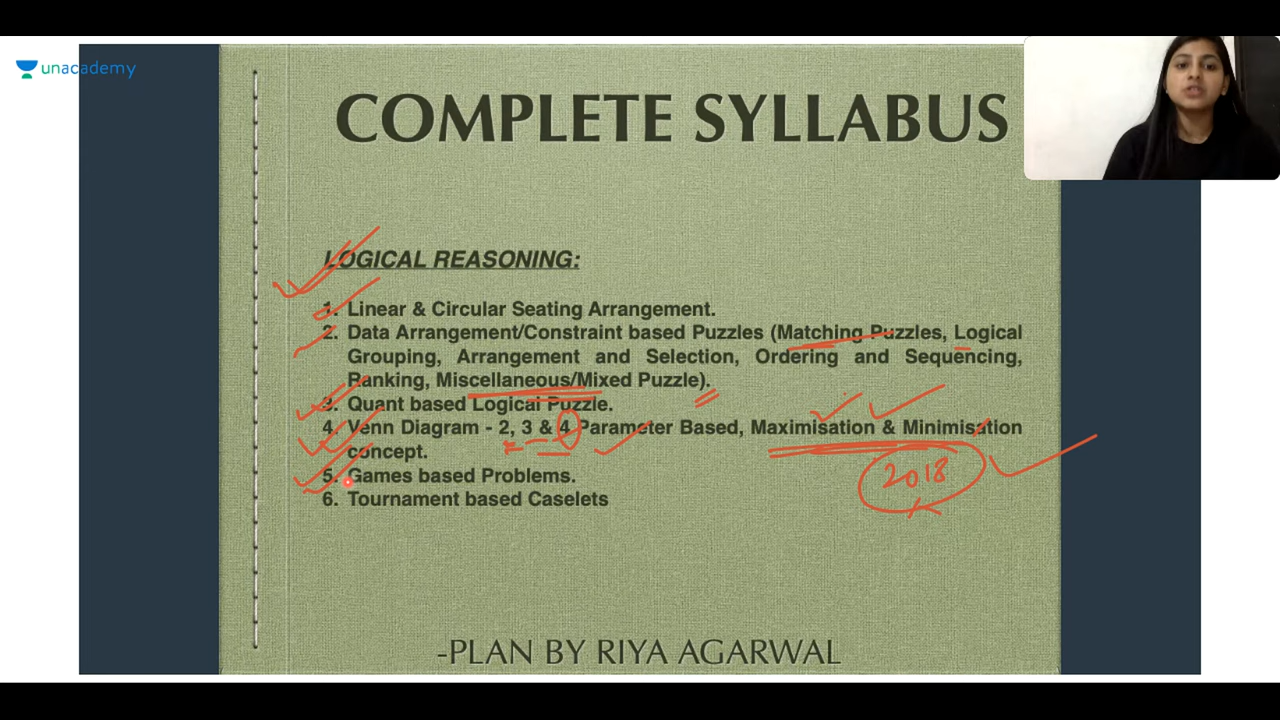 unacademy
COMPLETE SYLLABUS
LOGICAL REASONING:
1. Linear & Circular Seating Arrangement.
2. Data Arrangement/Constraint based Puzzles (Matching Puzzles, Logical
Grouping, Arrangement and Selection, Ordering and Sequencing,
Ranking, Miscellaneous/Mixed Puzzle).
3. Quant based Logical Puzzle.
4. Venn Diagram - 2, 3 & 4 Parameter Based, Maximisation & Minimisation
concept.
2018
5. Games based Problems.
6. Tournament based Caselets
-PLAN BY RIYA AGARWAL